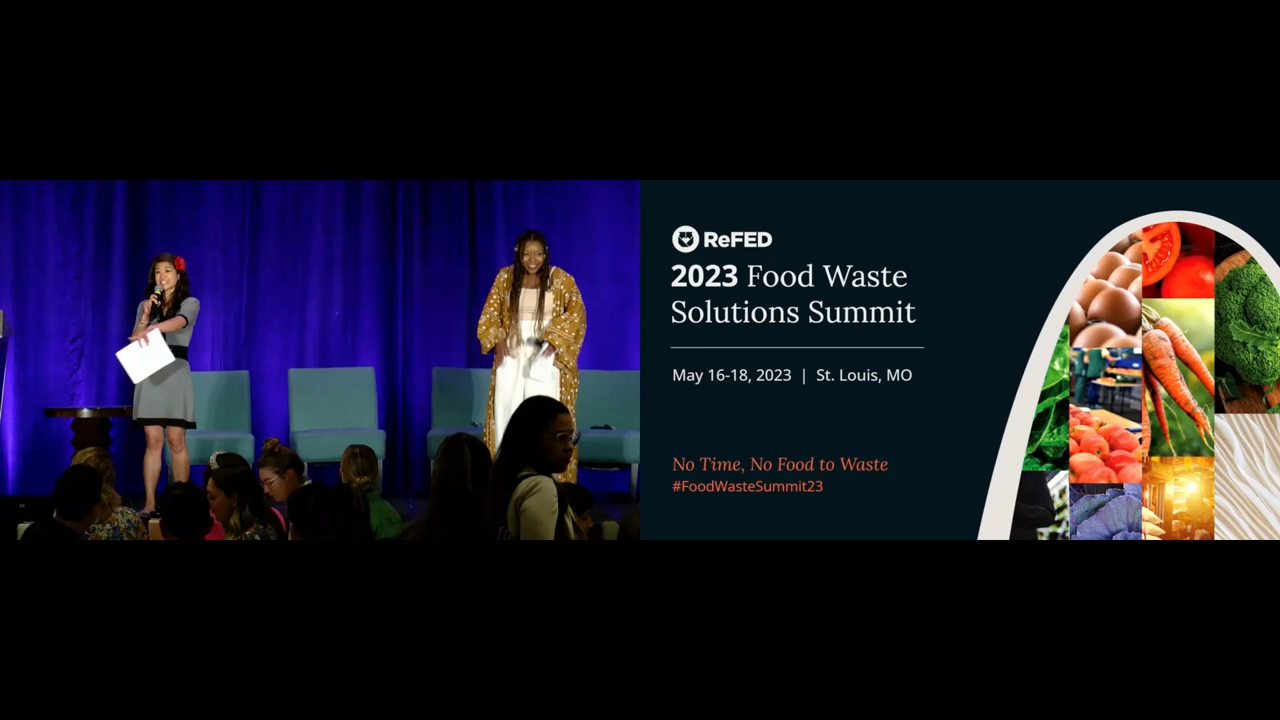 ReFED
2023 Food Waste
Solutions Summit
May 16-18, 2023 | St. Louis, MO
No Time, No Food to Waste
#FoodWasteSummit23